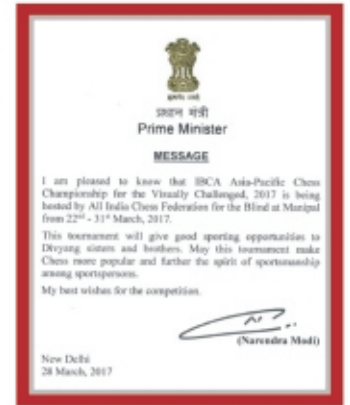 प्रधान मंत्री
Prime Minister
MESSAGE
I am pleased to know that IBCA Asia-Pacific Chess
Championship for the Visually Challenged, 2017 is being
hosted by All India Chess Federation for the Blind at Manipal
from 22nd - 31st March, 2017.
This tournament will give good sporting opportunities to
Divyang sisters and brothers. May this tournament make
Chess more popular and further the spirit of sportsmanship
among sportspersons.
My best wishes for the competition.
(Narendra Modi)
New Delhi
28 March, 2017